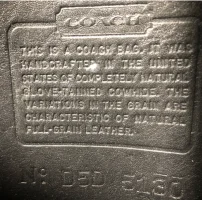 COACH
THIS IS A COACH BAG. IT WAS
HANDCRAFTED IN THE UNITED
STATES OF COMPLETELY NATURAL
GLOVE-TANNED COWHIDE. THE
VARIATIONS IN THE GRAIN ARE
CHARACTERISTIC OF NATURAL
FULL-GRAIN LEATHER.
No D5D 5130